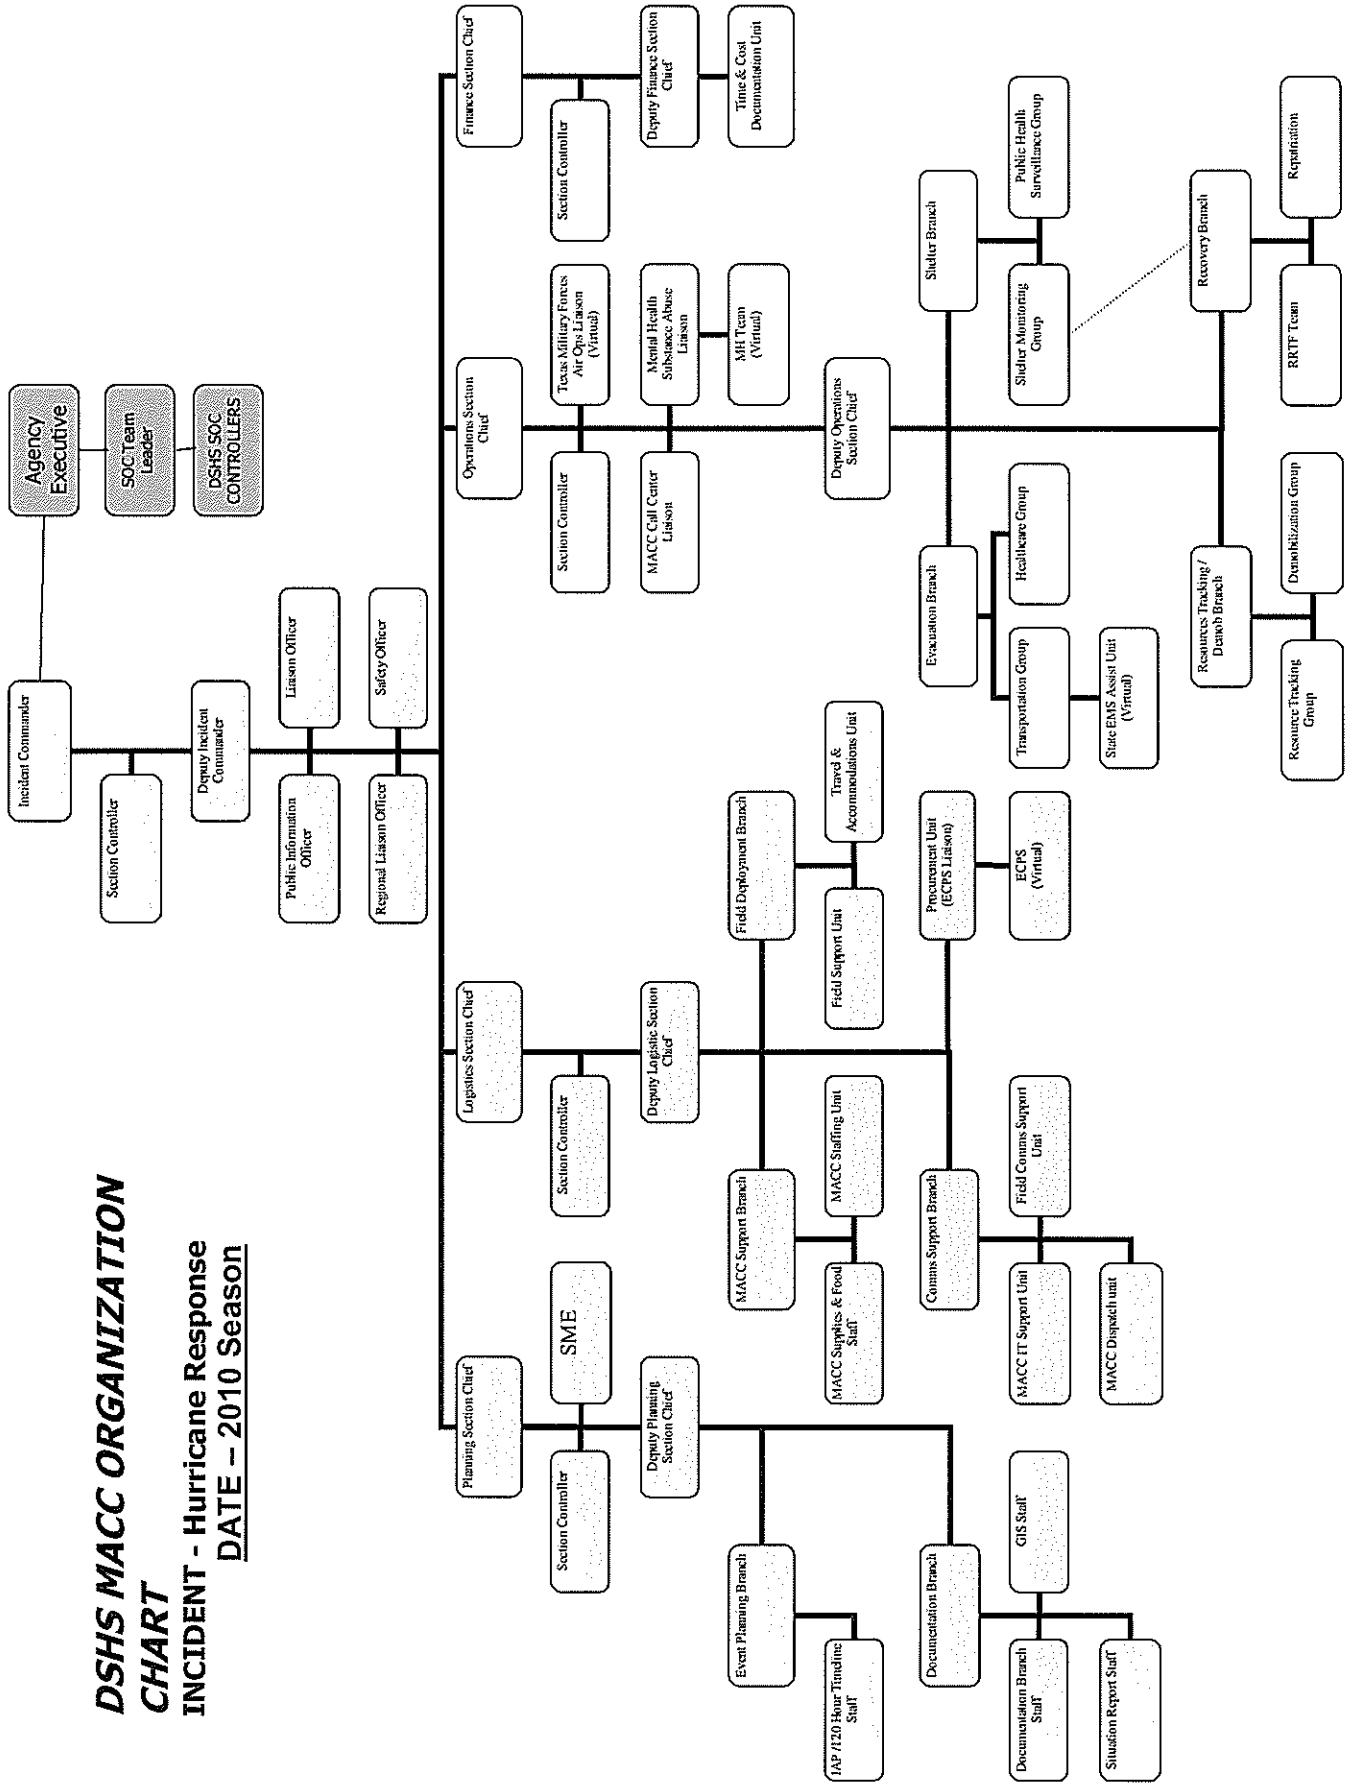 DSHS MACC ORGANIZATION
CHART
INCIDENT - Hurricane Response
DATE – 2010 Season
Agency
Executive
SOC Team
Leader
DSHS SOC
CONTROLLERS
Incident Commander
Section Controller
Deputy Incident
Commander
Public Information
Officer
Liaison Officer
Regional Liaison Officer
Safety Officer
Planning Section Chief
Section Controller
SME
Deputy Planning
Section Chief
Event Planning Branch
IAP /120 Hour Timeline
Staff
Documentation Branch
Documentation Branch
Staff
GIS Staff
Situation Report Staff
Logistics Section Chief
Section Controller
Deputy Logistic Section
Chief
MACC Support Branch
MACC Supplies & Food
Staff
MACC Staffing Unit
Field Deployment Branch
Field Support Unit
Travel &
Accommodations Unit
Comms Support Branch
MACC IT Support Unit
Field Comms Support
Unit
MACC Dispatch unit
Procurement Unit
(ECPS Liaison)
ECPS
(Virtual)
Operations Section
Chief
Section Controller
Texas Military Forces
Air Ops Liaison
(Virtual)
MACC Call Center
Liaison
Mental Health
Substance Abuse
Liaison
MH Team
(Virtual)
Deputy Operations
Section Chief
Evacuation Branch
Transportation Group
Healthcare Group
State EMS Assist Unit
(Virtual)
Shelter Branch
Shelter Monitoring
Group
Public Health
Surveillance Group
Resources Tracking /
Demob Branch
Resource Tracking
Group
Demobilization Group
Recovery Branch
RRTF Team
Repatriation
Finance Section Chief
Section Controller
Deputy Finance Section
Chief
Time & Cost
Documentation Unit